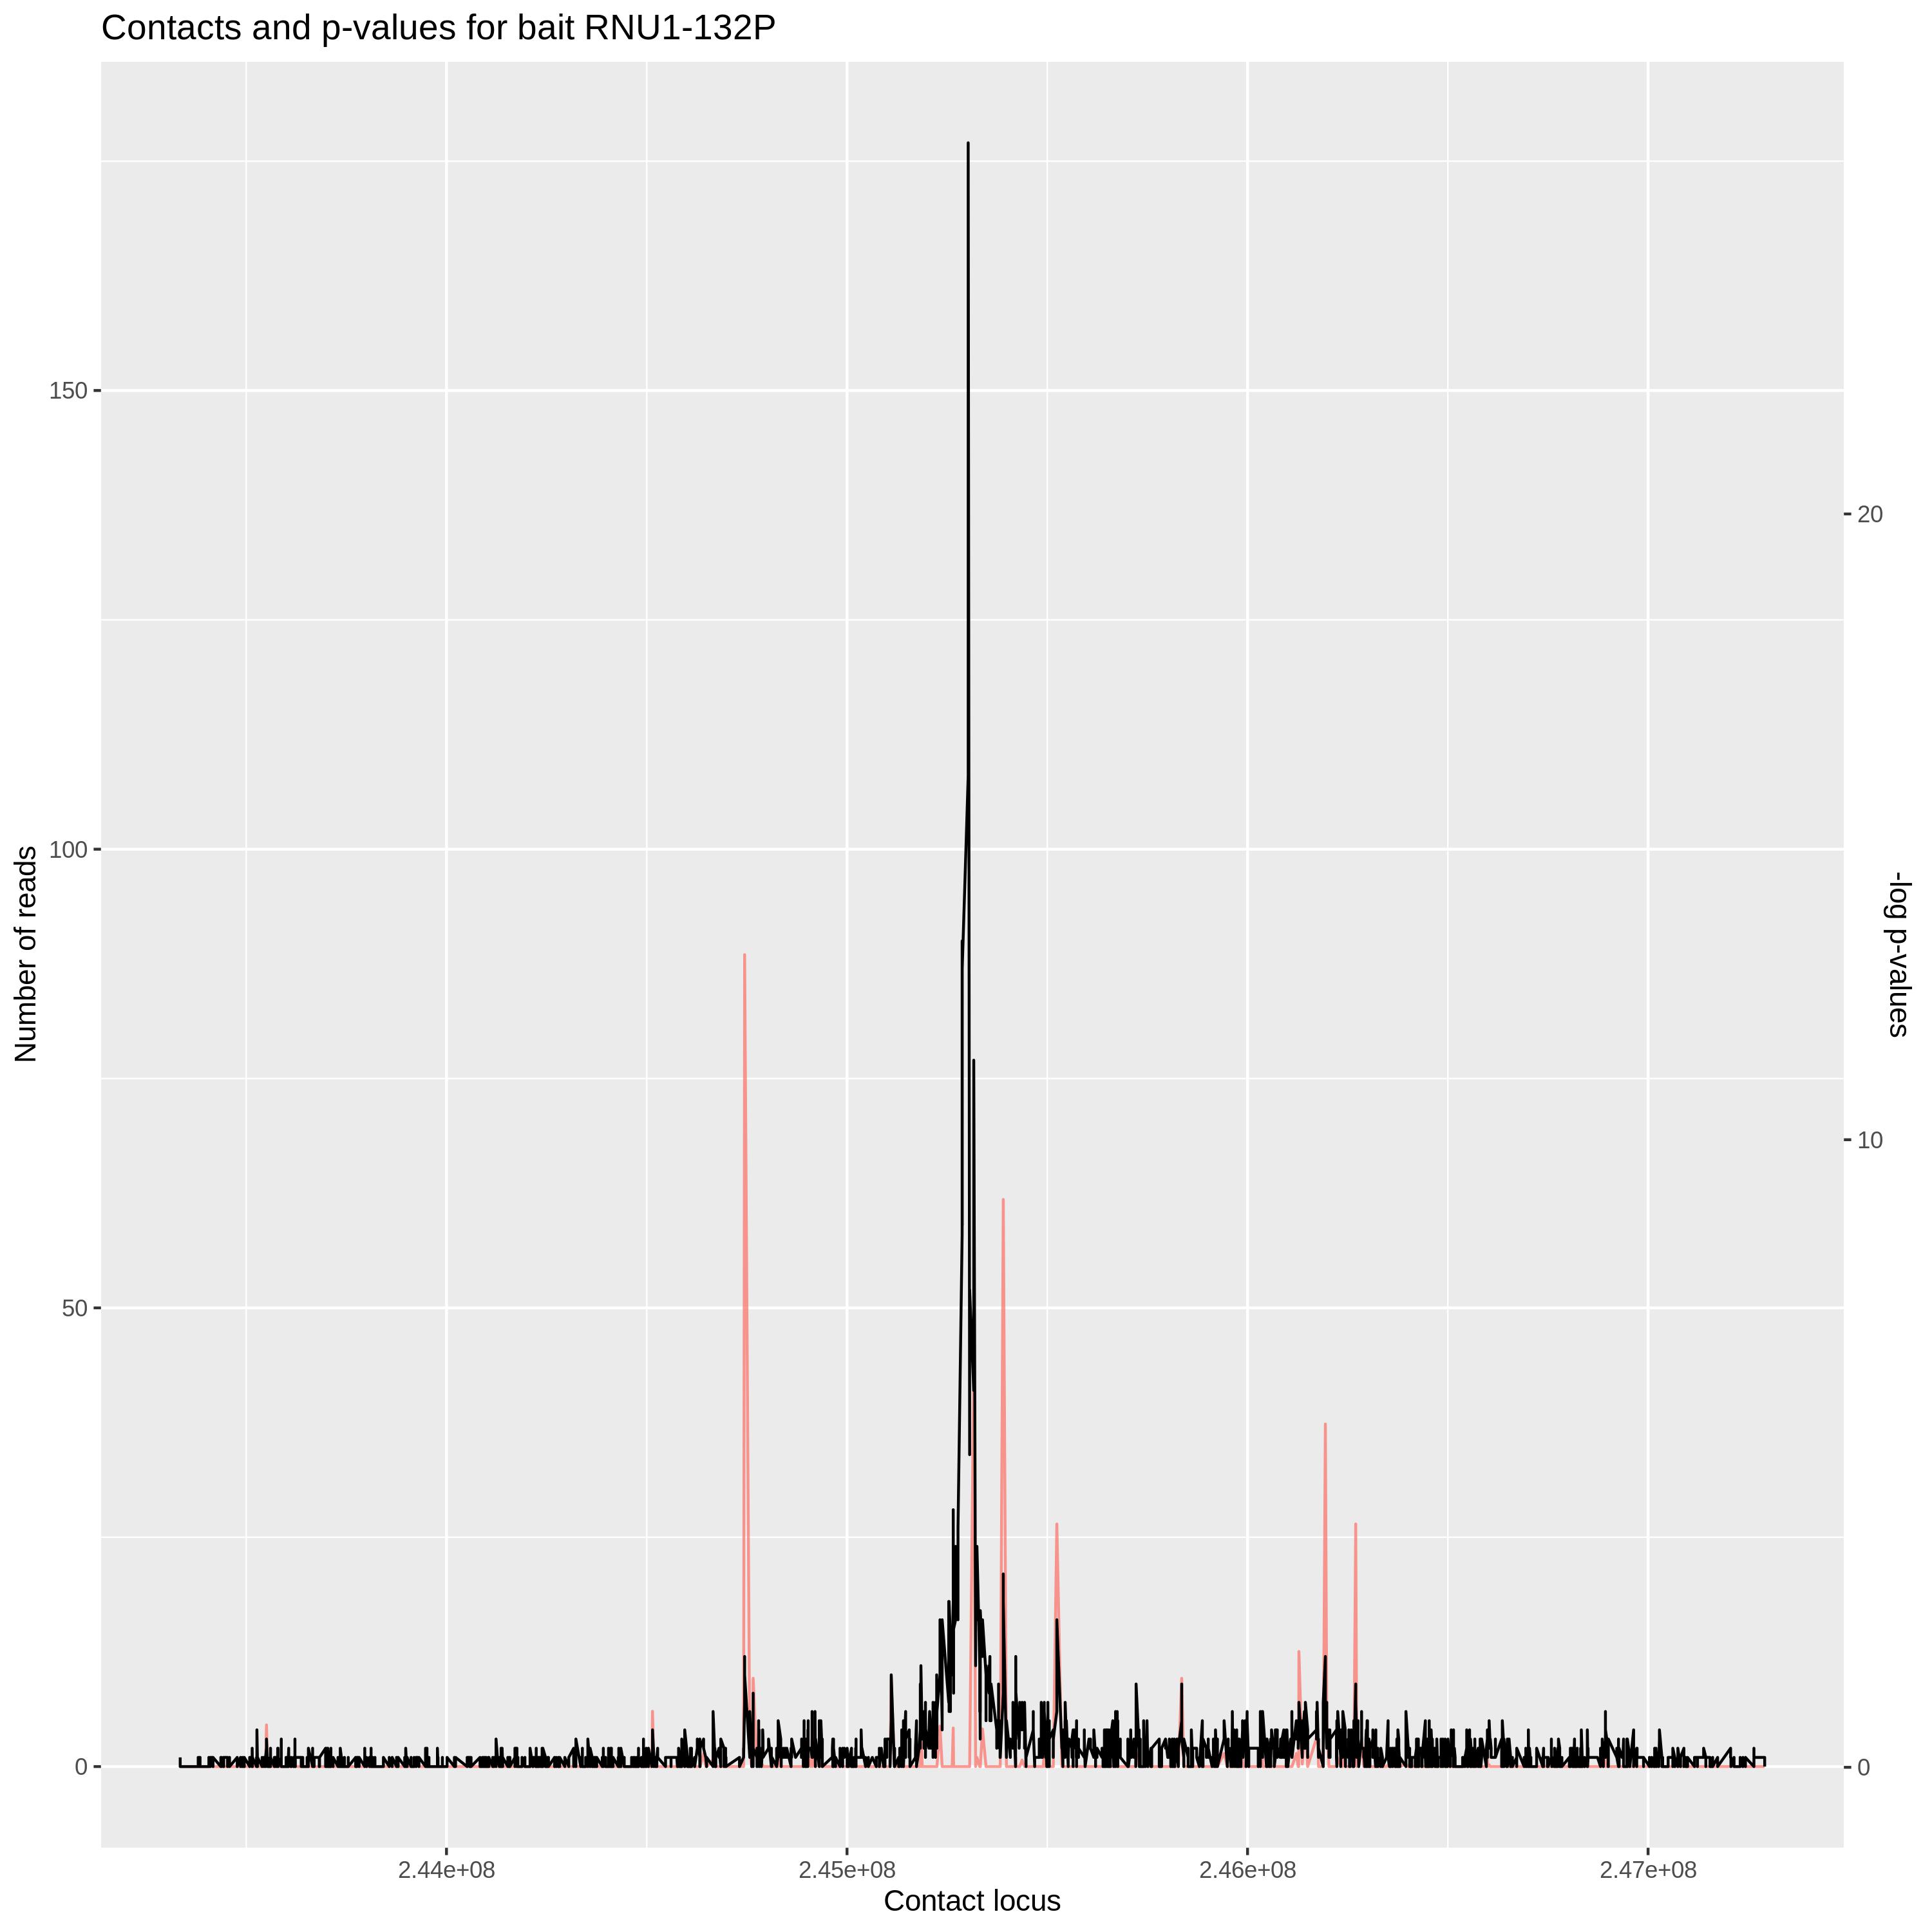 Contacts and p-values for bait RNU1-132P
Number of reads
150
100
50
0
20
10
0
-log p-values
2.44e+08
2.45e+08
2.46e+08
2.47e+08
Contact locus